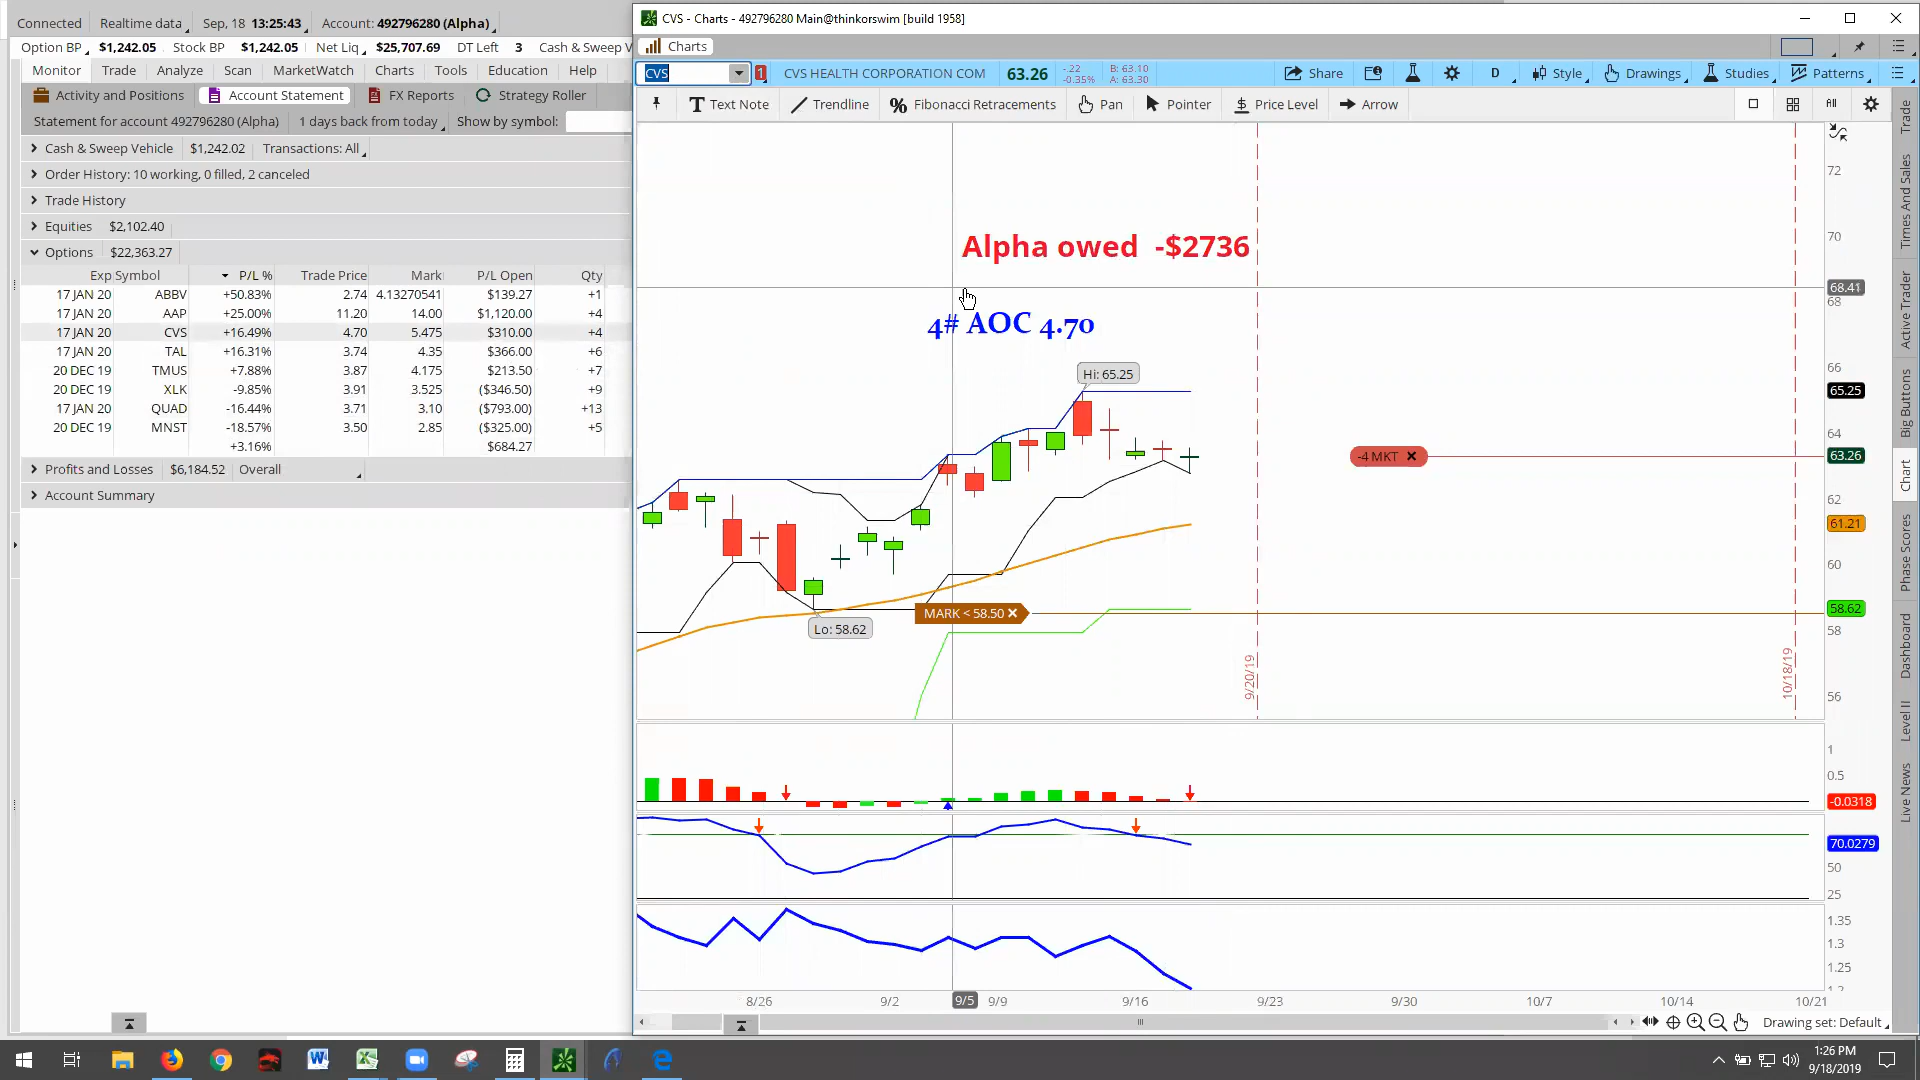 Connected Realtime data Sep, 18 13:25:43 Account: 492796280 (Alpha)
Option BP $1,242.05 Stock BP $1,242.05 Net Liq $25,707.69 DT Left 3 Cash & Sweep V
Monitor Trade Analyze Scan MarketWatch Charts Tools Education Help
Activity and Positions Account Statement FX Reports Strategy Roller
Statement for account 492796280 (Alpha) 1 days back from today Show by symbol:
Cash & Sweep Vehicle $1,242.02 Transactions: All
Order History: 10 working, 0 filled, 2 canceled
Trade History
Equities $2,102.40
Options $22,363.27
Exp Symbol P/L % Trade Price Mark P/L Open Qty
17 JAN 20 ABBV +50.83% 2.74 4.13270541 $139.27 +1
17 JAN 20 AAP +25.00% 11.20 14.00 $1,120.00 +4
17 JAN 20 CVS +16.49% 4.70 5.475 $310.00 +4
17 JAN 20 TAL +16.31% 3.74 4.35 $366.00 +6
20 DEC 19 TMUS +7.88% 3.87 4.175 $213.50 +7
20 DEC 19 XLK -9.85% 3.91 3.525 ($346.50) +9
17 JAN 20 QUAD -16.44% 3.71 3.10 ($793.00) +13
20 DEC 19 MNST -18.57% 3.50 2.85 ($325.00) +5
+3.16% $684.27
Profits and Losses $6,184.52 Overall
Account Summary
CVS - Charts - 492796280 Main@thinkorswim [build 1958]
Charts
CVS 1 CVS HEALTH CORPORATION COM 63.26 -.22 -0.35% B: 63.10 A: 63.30 Share D Style Drawings Studies Patterns
Text Note Trendline Fibonacci Retracements Pan Pointer Price Level Arrow All
Alpha owed -$2736
4# AOC 4.70
Hi: 65.25
-4 MKT
MARK < 58.50
Lo: 58.62
9/20/19
10/18/19
72
70
68.41
68
66
65.25
64
63.26
62
61.21
60
58.62
58
56
1
0.5
-0.0318
70.0279
50
25
1.35
1.3
1.25
1.2
8/26 9/2 9/5 9/9 9/16 9/23 9/30 10/7 10/14 10/21
Drawing set: Default
Trade
Times And Sales
Active Trader
Big Buttons
Chart
Phase Scores
Dashboard
Level II
Live News
1:26 PM
9/18/2019